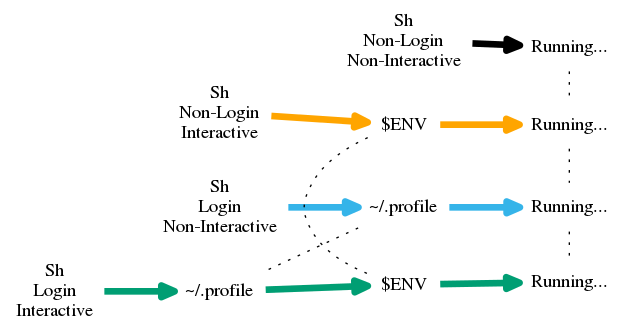 Sh
Non-Login
Non-Interactive
Running...
Sh
Non-Login
Interactive
$ENV
Running...
Sh
Login
Non-Interactive
~/.profile
Running...
Sh
Login
Interactive
~/.profile
$ENV
Running...